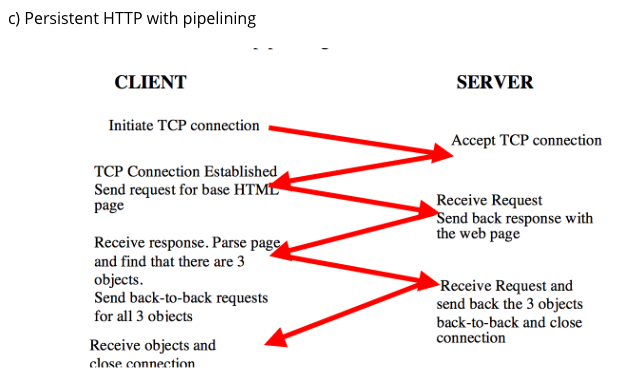 c) Persistent HTTP with pipelining
CLIENT
SERVER
Initiate TCP connection
Accept TCP connection
TCP Connection Established
Send request for base HTML
page
Receive Request
Send back response with
the web page
Receive response. Parse page
and find that there are 3
objects.
Send back-to-back requests
for all 3 objects
Receive Request and
send back the 3 objects
back-to-back and close
connection
Receive objects and
close connection